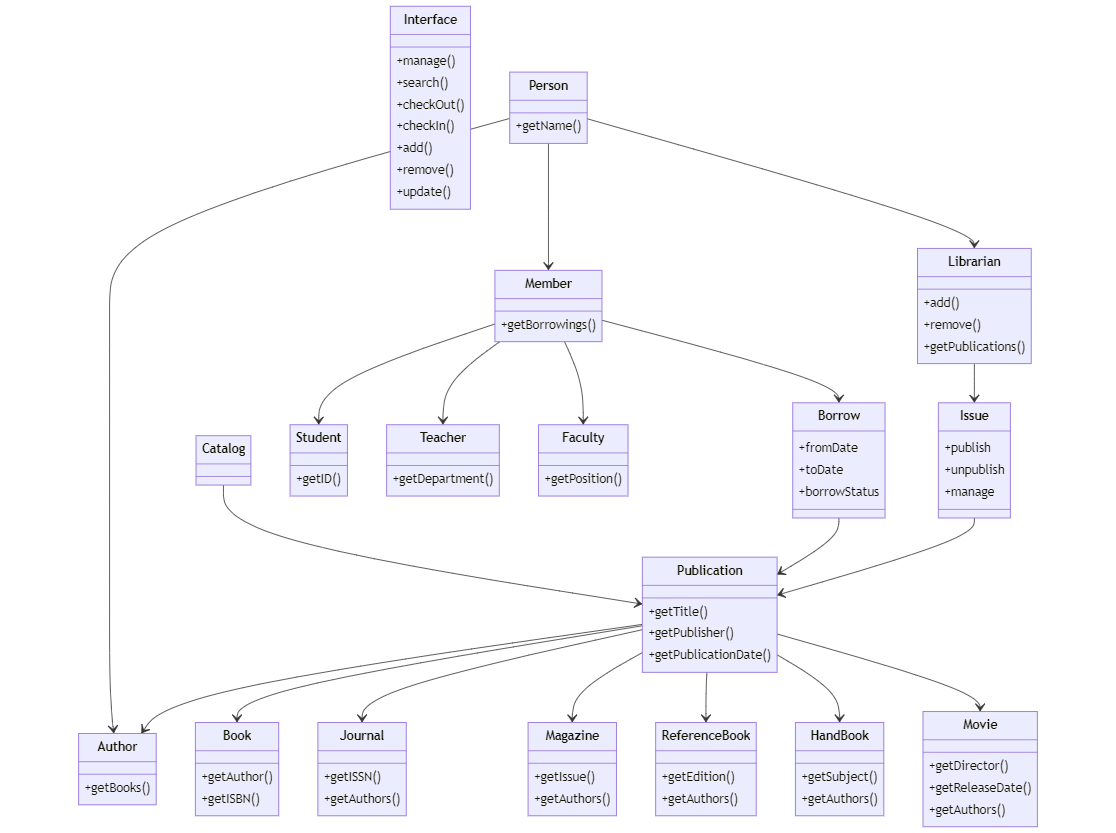 Interface
+manage()
+search()
+checkOut()
+checkIn()
+add()
+remove()
+update()
Person
+getName()
Member
+getBorrowings()
Librarian
+add()
+remove()
+getPublications()
Student
+getID()
Teacher
+getDepartment()
Faculty
+getPosition()
Borrow
+fromDate
+toDate
+borrowStatus
Issue
+publish
+unpublish
+manage
Catalog
Publication
+getTitle()
+getPublisher()
+getPublicationDate()
Author
+getBooks()
Book
+getAuthor()
+getISBN()
Journal
+getISSN()
+getAuthors()
Magazine
+getIssue()
+getAuthors()
ReferenceBook
+getEdition()
+getAuthors()
HandBook
+getSubject()
+getAuthors()
Movie
+getDirector()
+getReleaseDate()
+getAuthors()